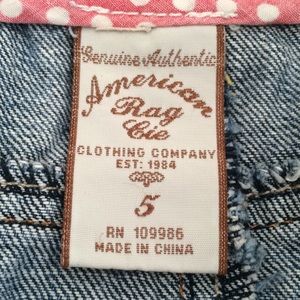 Genuine Authentic
American
Rag
Cie
CLOTHING COMPANY
EST: 1984
5
RN 109986
MADE IN CHINA